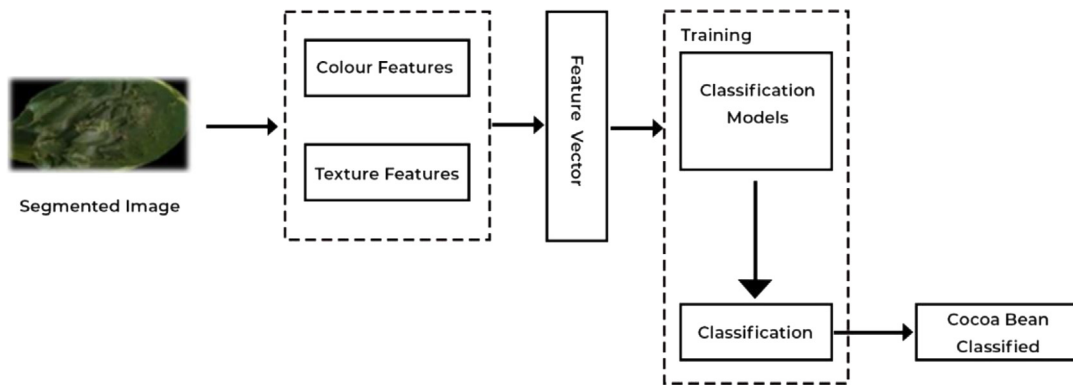 Segmented Image
Colour Features
Texture Features
Feature Vector
Training
Classification
Models
Classification
Cocoa Bean
Classified